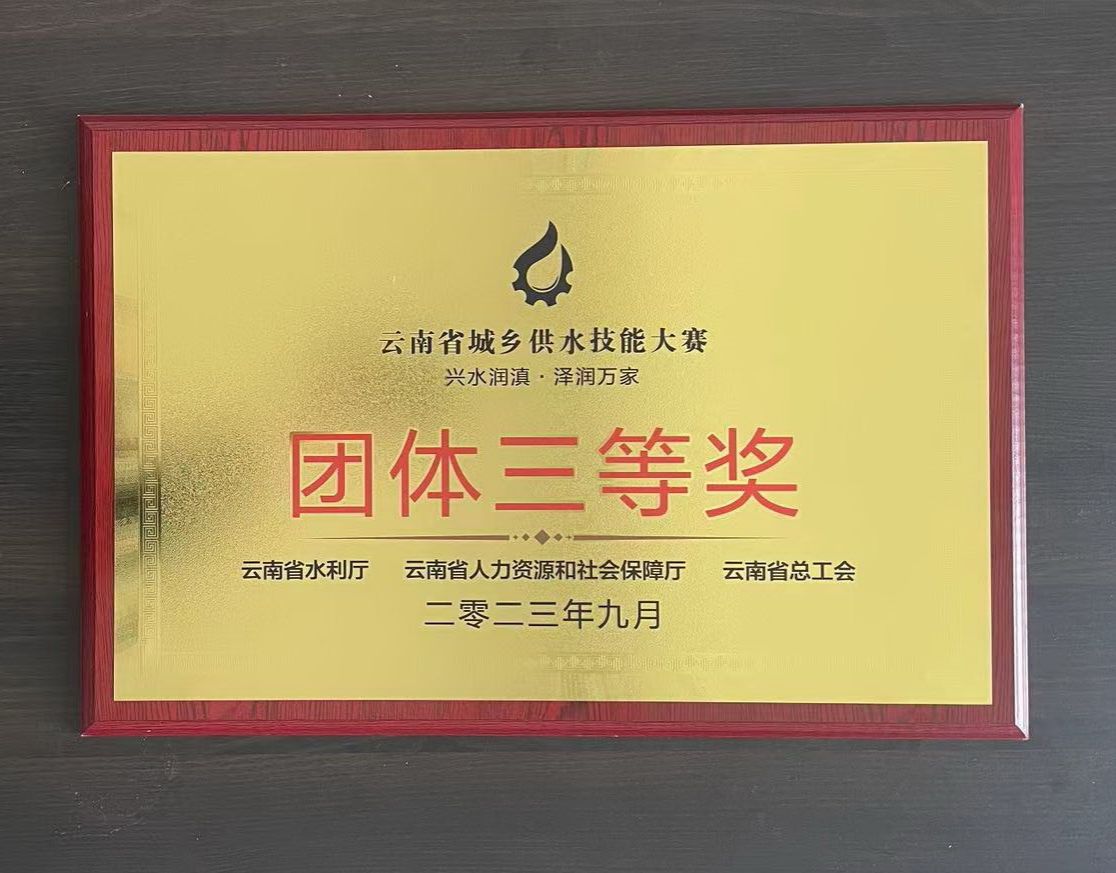 云南省城乡供水技能大赛
兴水润滇·泽润万家
团体三等奖
云南省水利厅 云南省人力资源和社会保障厅 云南省总工会
二零二三年九月